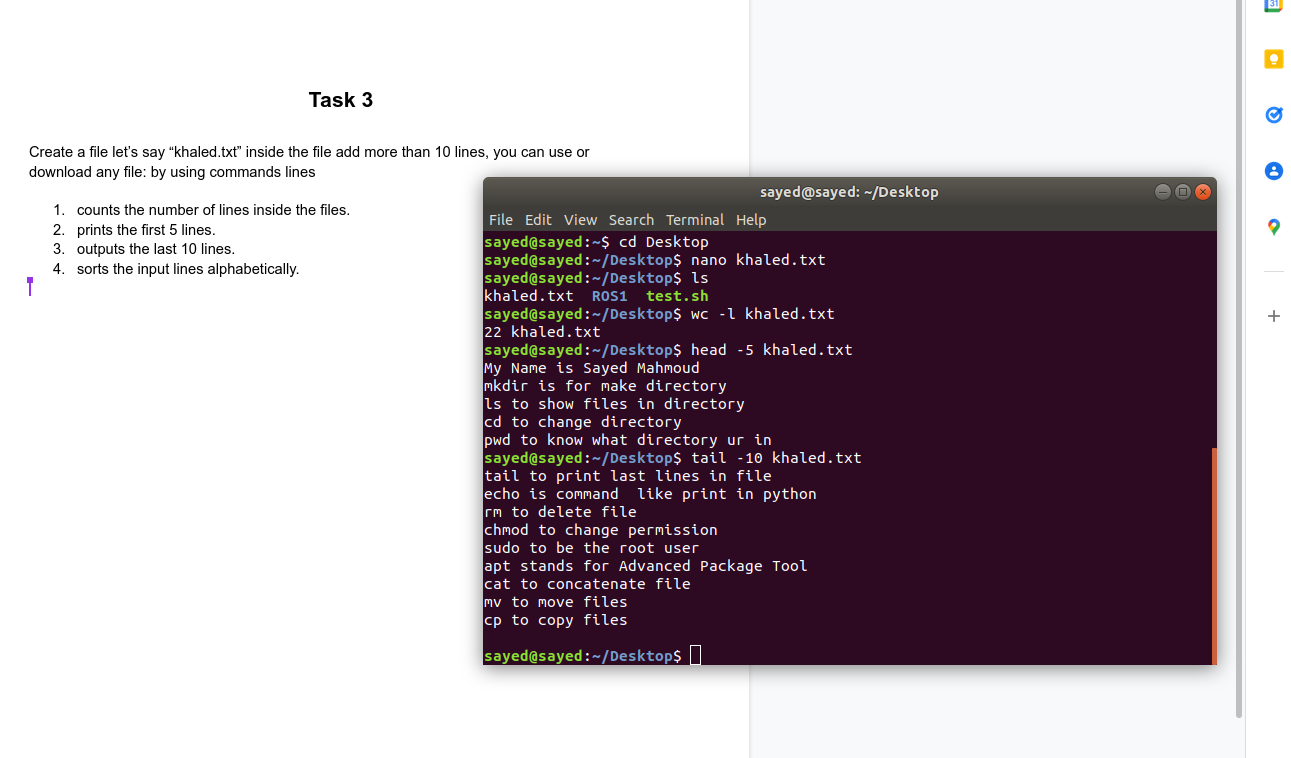 Task 3
Create a file let’s say “khaled.txt” inside the file add more than 10 lines, you can use or
download any file: by using commands lines
1. counts the number of lines inside the files.
2. prints the first 5 lines.
3. outputs the last 10 lines.
4. sorts the input lines alphabetically.
sayed@sayed: ~/Desktop
File Edit View Search Terminal Help
sayed@sayed:~$ cd Desktop
sayed@sayed:~/Desktop$ nano khaled.txt
sayed@sayed:~/Desktop$ ls
khaled.txt  ROS1  test.sh
sayed@sayed:~/Desktop$ wc -l khaled.txt
22 khaled.txt
sayed@sayed:~/Desktop$ head -5 khaled.txt
My Name is Sayed Mahmoud
mkdir is for make directory
ls to show files in directory
cd to change directory
pwd to know what directory ur in
sayed@sayed:~/Desktop$ tail -10 khaled.txt
tail to print last lines in file
echo is command  like print in python
rm to delete file
chmod to change permission
sudo to be the root user
apt stands for Advanced Package Tool
cat to concatenate file
mv to move files
cp to copy files
sayed@sayed:~/Desktop$
31